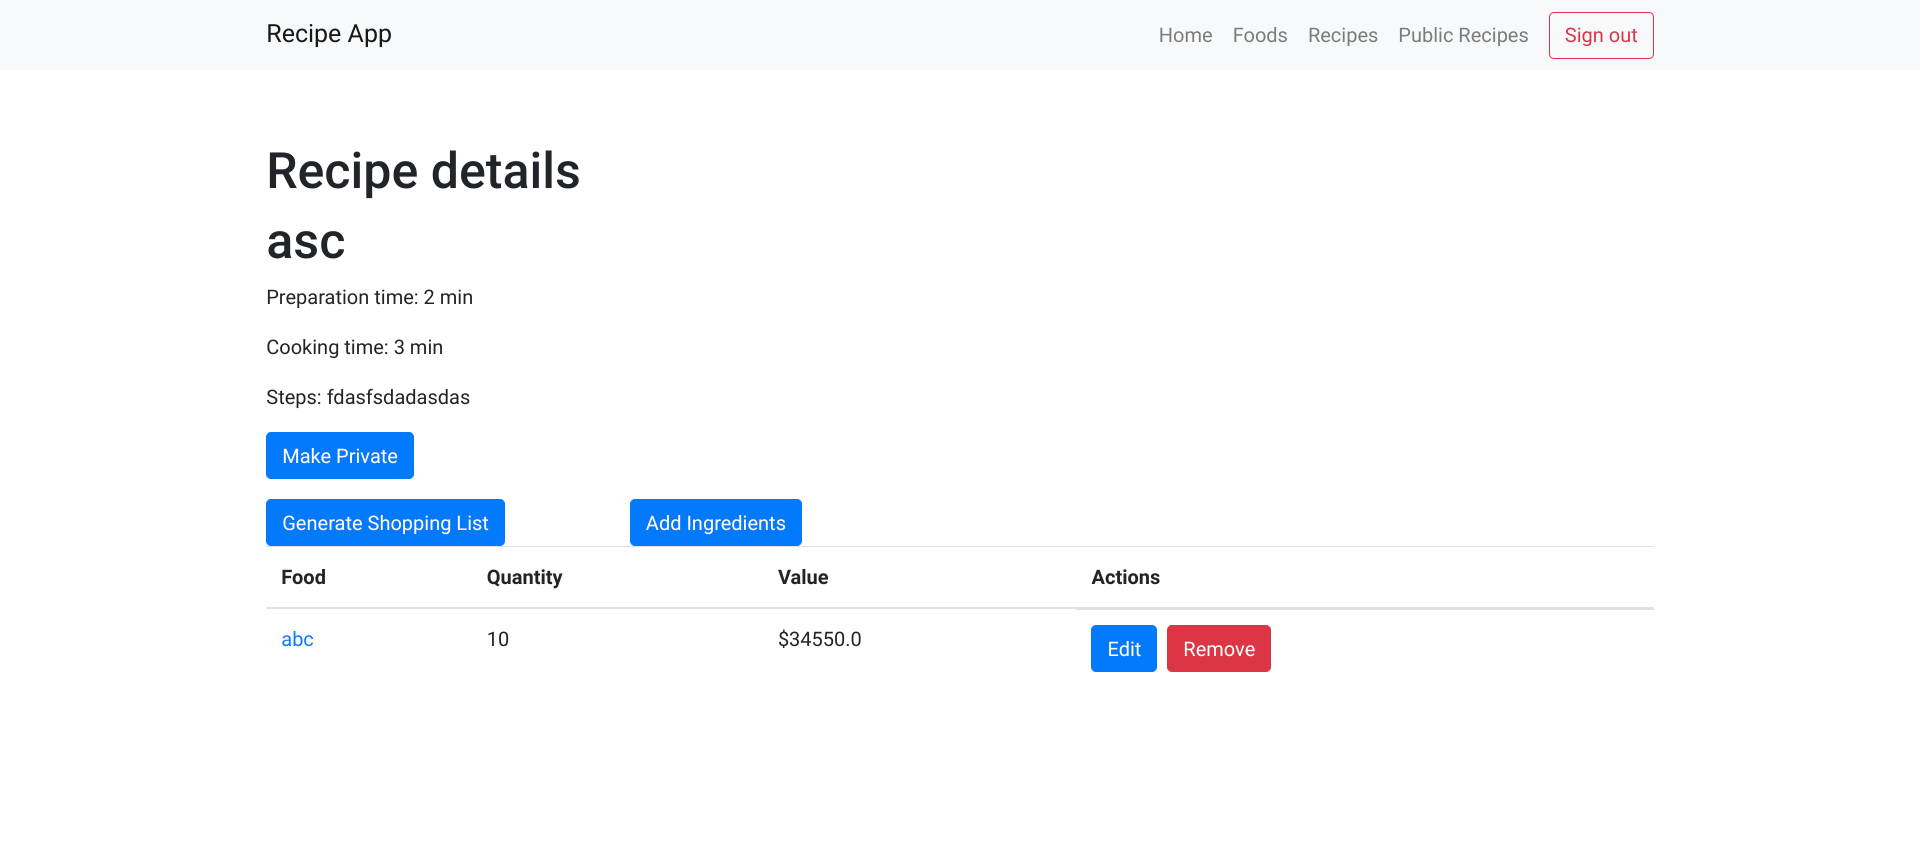 Recipe App Home Foods Recipes Public Recipes Sign out
Recipe details
asc
Preparation time: 2 min
Cooking time: 3 min
Steps: fdasfsdadasdas
Make Private
Generate Shopping List Add Ingredients
Food Quantity Value Actions
abc 10 $34550.0 Edit Remove